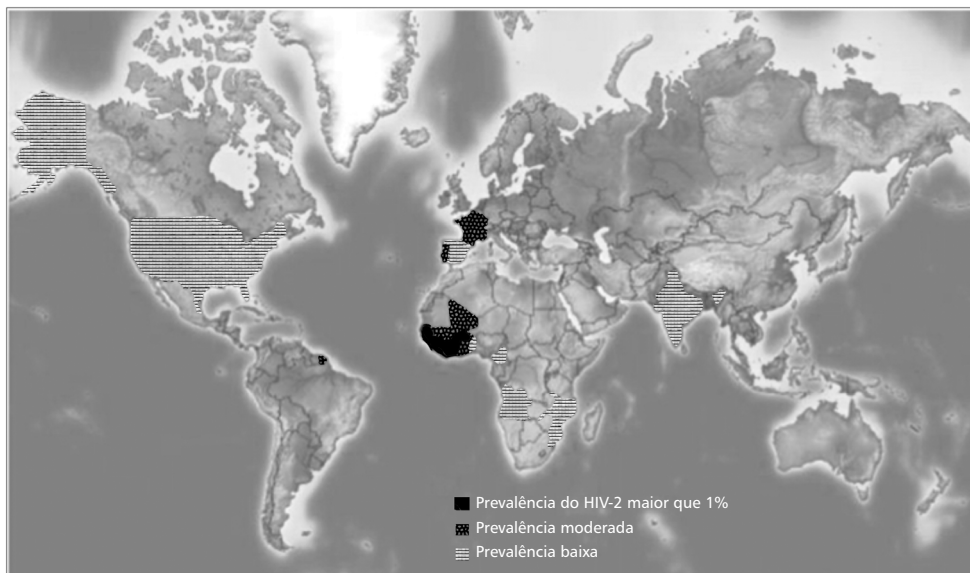 Prevalência do HIV-2 maior que 1%
Prevalência moderada
Prevalência baixa